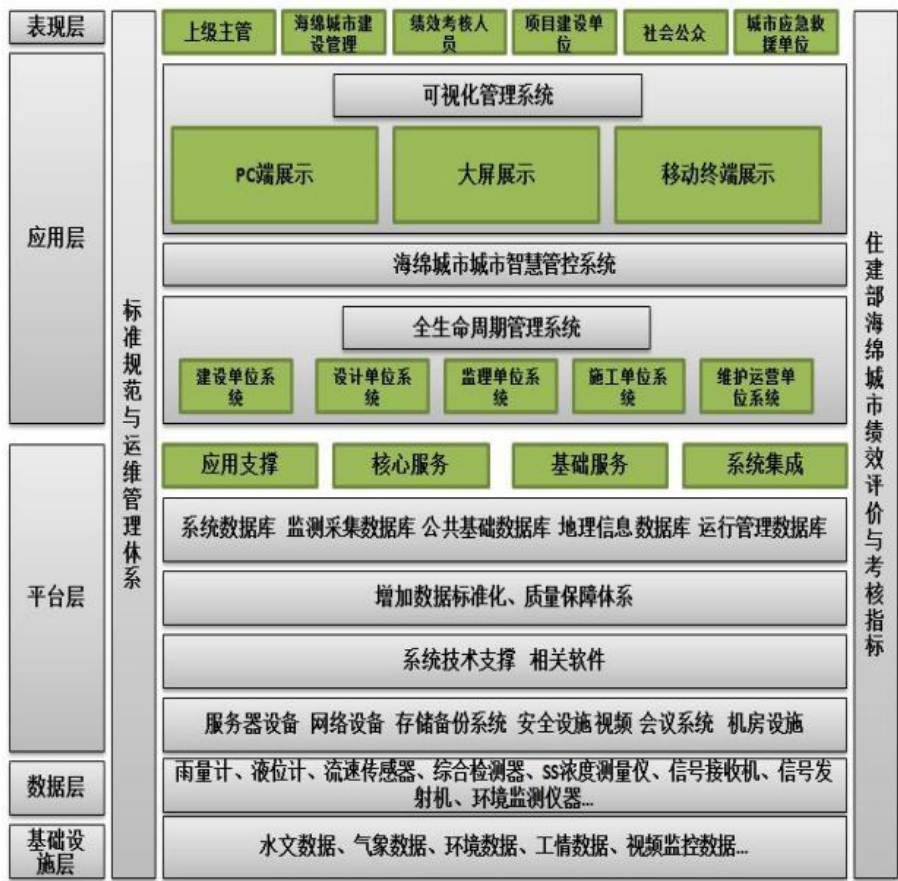 表现层
上级主管
海绵城市建
设管理
绩效考核人
员
项目建设单
位
社会公众
城市应急救
援单位
应用层
可视化管理系统
PC端展示
大屏展示
移动终端展示
海绵城市城市智慧管控系统
全生命周期管理系统
建设单位系
统
设计单位系
统
监理单位系
统
施工单位系
统
维护运营单
位系统
标准规范与运维管理体系
住建部海绵城市绩效评价与考核指标
平台层
应用支撑
核心服务
基础服务
系统集成
系统数据库 监测采集数据库 公共基础数据库 地理信息数据库 运行管理数据库
增加数据标准化、质量保障体系
系统技术支撑 相关软件
服务器设备 网络设备 存储备份系统 安全设施视频 会议系统 机房设施
数据层
雨量计、液位计、流速传感器、综合检测器、SS浓度测量仪、信号接收机、信号发
射机、环境监测仪器...
基础设
施层
水文数据、气象数据、环境数据、工情数据、视频监控数据...